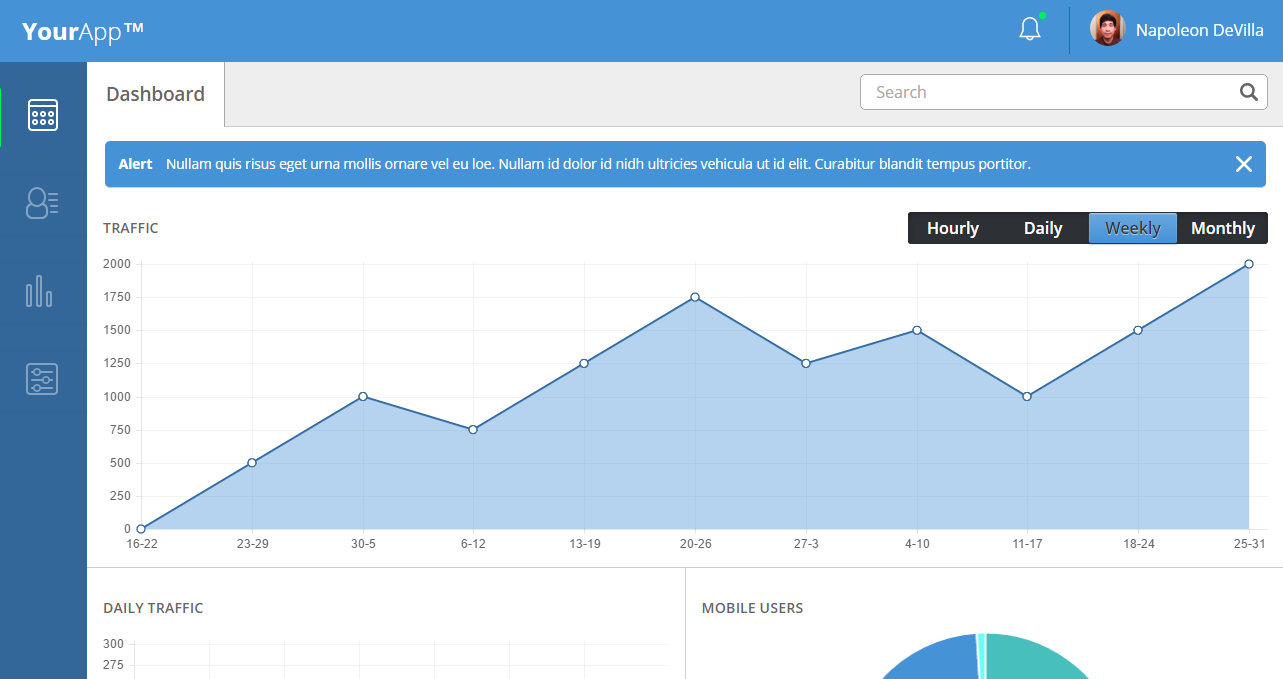 YourApp™
Napoleon DeVilla
Dashboard
Search
Alert Nullam quis risus eget urna mollis ornare vel eu loe. Nullam id dolor id nidh ultricies vehicula ut id elit. Curabitur blandit tempus portitor.
TRAFFIC
Hourly Daily Weekly Monthly
2000
1750
1500
1250
1000
750
500
250
0
16-22 23-29 30-5 6-12 13-19 20-26 27-3 4-10 11-17 18-24 25-31
DAILY TRAFFIC
MOBILE USERS
300
275